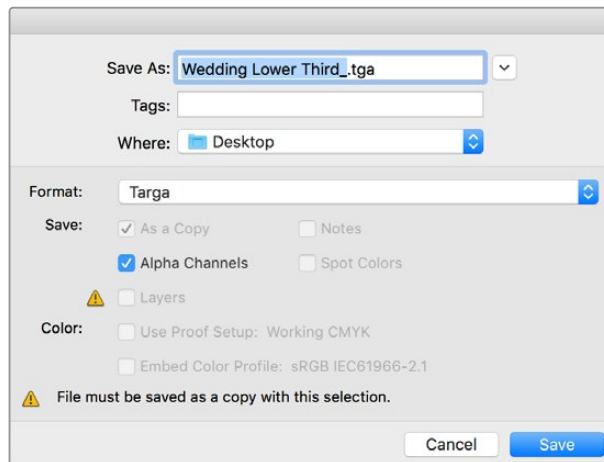 Save As: Wedding Lower Third_.tga
Tags:
Where: Desktop
Format: Targa
Save: As a Copy Notes
Alpha Channels Spot Colors
Layers
Color: Use Proof Setup: Working CMYK
Embed Color Profile: sRGB IEC61966-2.1
File must be saved as a copy with this selection.
Cancel Save